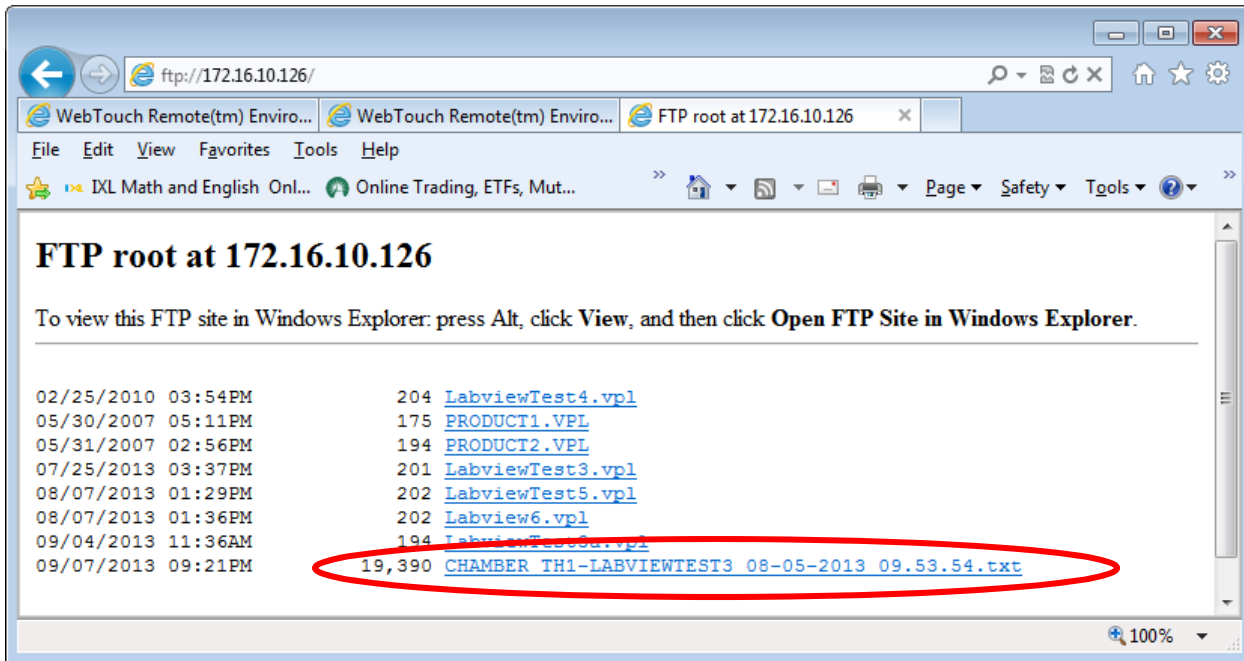 ftp://172.16.10.126/
WebTouch Remote(tm) Enviro... WebTouch Remote(tm) Enviro... FTP root at 172.16.10.126
File Edit View Favorites Tools Help
IXL Math and English Onl... Online Trading, ETFs, Mut... » Page Safety Tools »
FTP root at 172.16.10.126
To view this FTP site in Windows Explorer: press Alt, click View, and then click Open FTP Site in Windows Explorer.
02/25/2010 03:54PM 204 LabviewTest4.vpl
05/30/2007 05:11PM 175 PRODUCT1.VPL
05/31/2007 02:56PM 194 PRODUCT2.VPL
07/25/2013 03:37PM 201 LabviewTest3.vpl
08/07/2013 01:29PM 202 LabviewTest5.vpl
08/07/2013 01:36PM 202 Labview6.vpl
09/04/2013 11:36AM 194 LabviewTest3a.vpl
09/07/2013 09:21PM 19,390 CHAMBER TH1-LABVIEWTEST3 08-05-2013 09.53.54.txt
100%